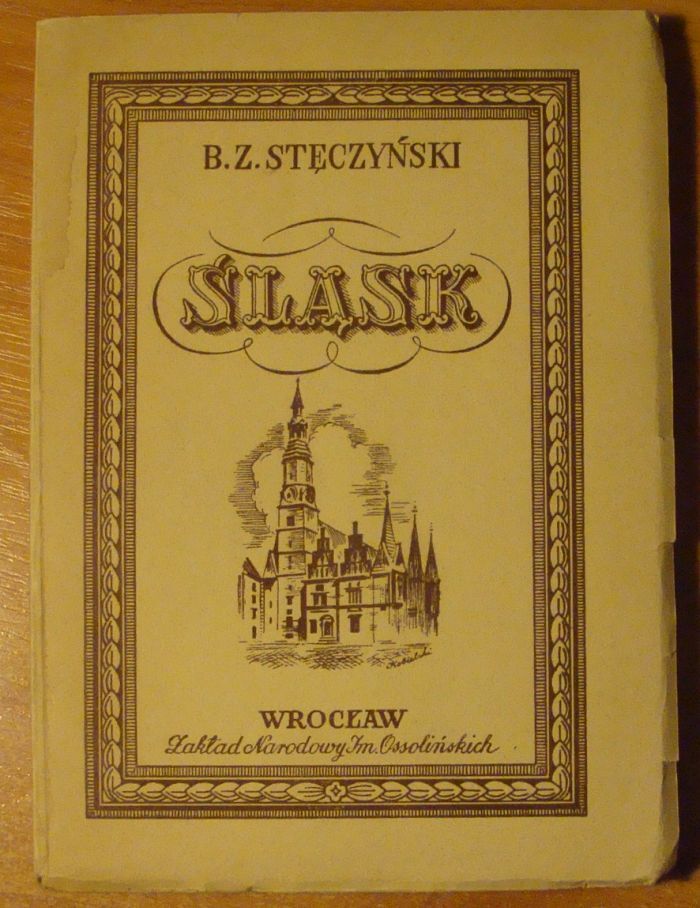 B. Z. STĘCZYŃSKI
ŚLĄSK
WROCŁAW
Zakład Narodowy Im. Ossolińskich